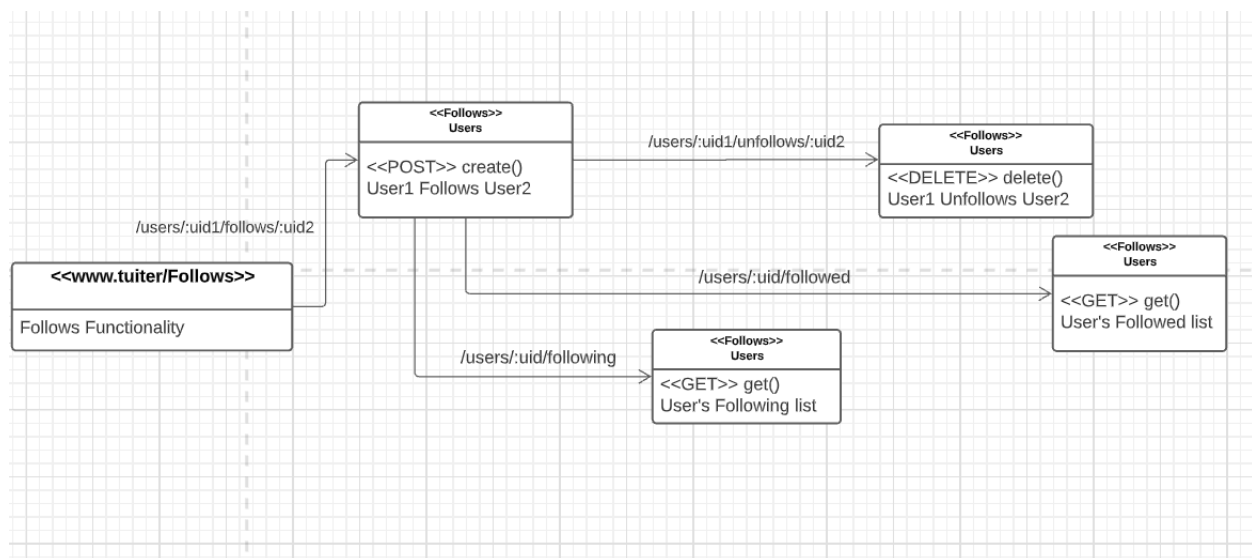 <<Follows>>
Users
<<POST>> create()
User1 Follows User2
/users/:uid1/unfollows/:uid2
<<Follows>>
Users
<<DELETE>> delete()
User1 Unfollows User2
/users/:uid1/follows/:uid2
<<www.tuiter/Follows>>
Follows Functionality
/users/:uid/followed
<<Follows>>
Users
<<GET>> get()
User's Followed list
/users/:uid/following
<<Follows>>
Users
<<GET>> get()
User's Following list